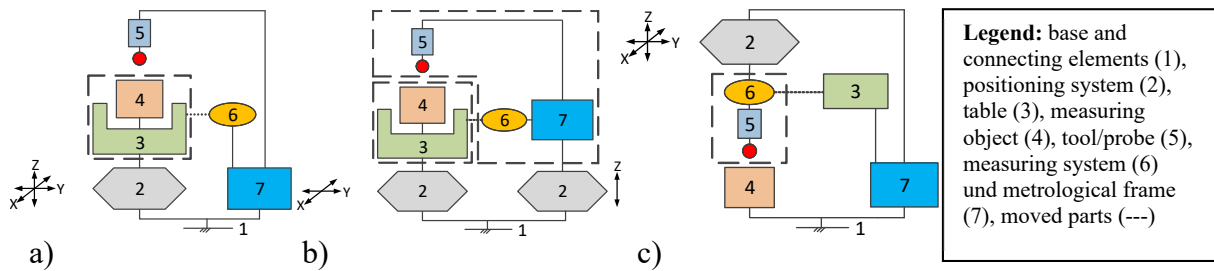 5
4
3
6
2
7
1
Z
Y
X
a)
5
4
3
6
7
2
2
1
Z
Y
X
b)
Z
Y
X
2
6
3
5
4
7
1
c)
Legend: base and
connecting elements (1),
positioning system (2),
table (3), measuring
object (4), tool/probe (5),
measuring system (6)
und metrological frame
(7), moved parts (---)